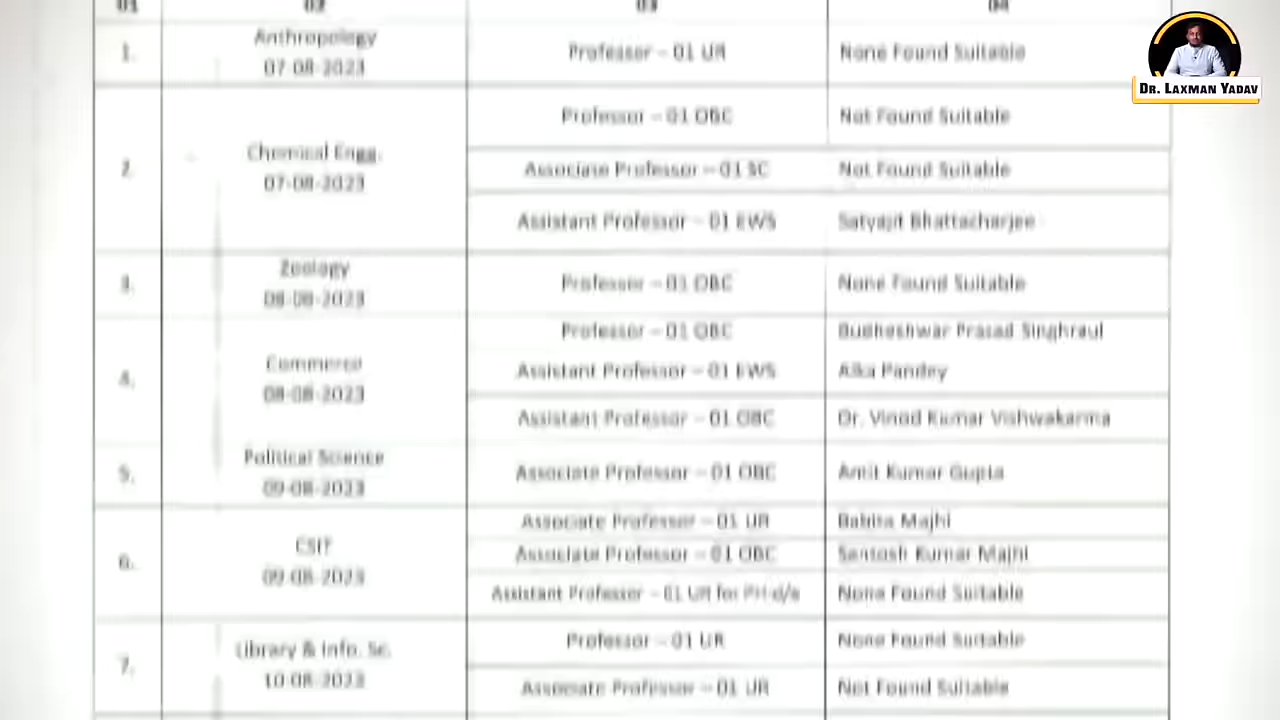 01 02 03 04
1. Anthropology 07-08-2023 Professor – 01 UR None Found Suitable
2. Chemical Engg. 07-08-2023
Professor – 01 OBC Not Found Suitable
Associate Professor – 01 SC Not Found Suitable
Assistant Professor – 01 EWS Satyajit Bhattacharjee
3. Zoology 08-08-2023 Professor – 01 OBC None Found Suitable
4. Commerce 08-08-2023
Professor – 01 OBC Budheshwar Prasad Singhraul
Assistant Professor – 01 EWS Alka Pandey
Assistant Professor – 01 OBC Dr. Vinod Kumar Vishwakarma
5. Political Science 09-08-2023 Associate Professor – 01 OBC Amit Kumar Gupta
6. CSIT 09-08-2023
Associate Professor – 01 UR Babita Majhi
Associate Professor – 01 OBC Santosh Kumar Majhi
Assistant Professor – 01 UR for PH-d/e None Found Suitable
7. Library & Info. Sc. 10-08-2023
Professor – 01 UR None Found Suitable
Associate Professor – 01 UR Not Found Suitable
DR. LAXMAN YADAV